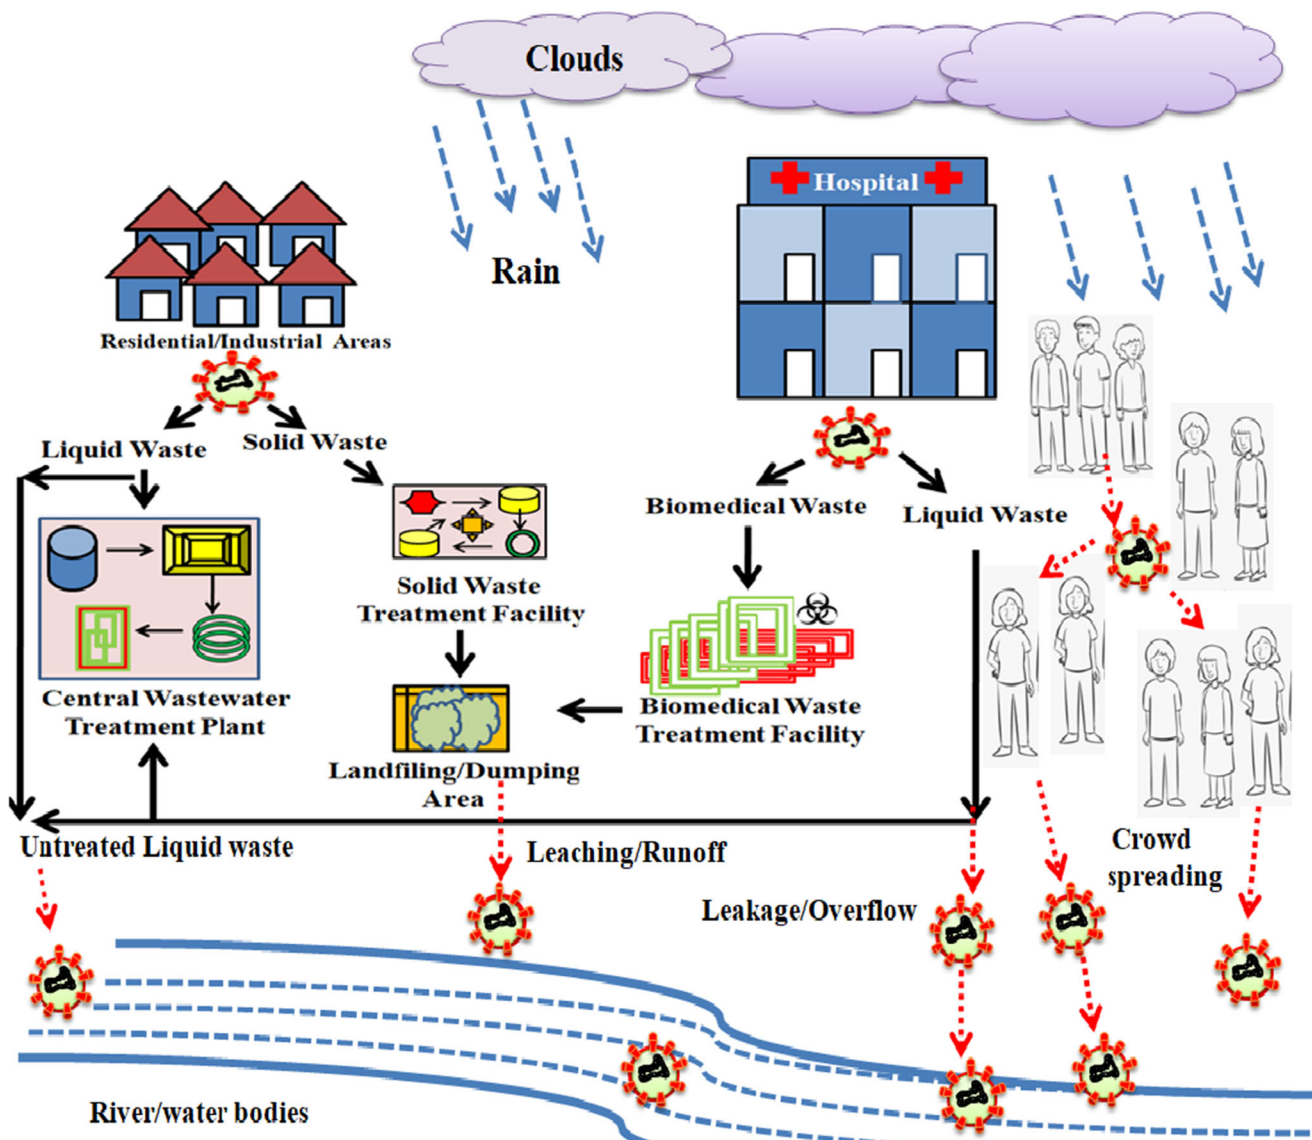 Clouds
Hospital
Rain
Residential/Industrial Areas
Liquid Waste
Solid Waste
Biomedical Waste
Liquid Waste
Solid Waste
Treatment Facility
Central Wastewater
Treatment Plant
Biomedical Waste
Treatment Facility
Landfiling/Dumping
Area
Untreated Liquid waste
Leaching/Runoff
Crowd
spreading
Leakage/Overflow
River/water bodies